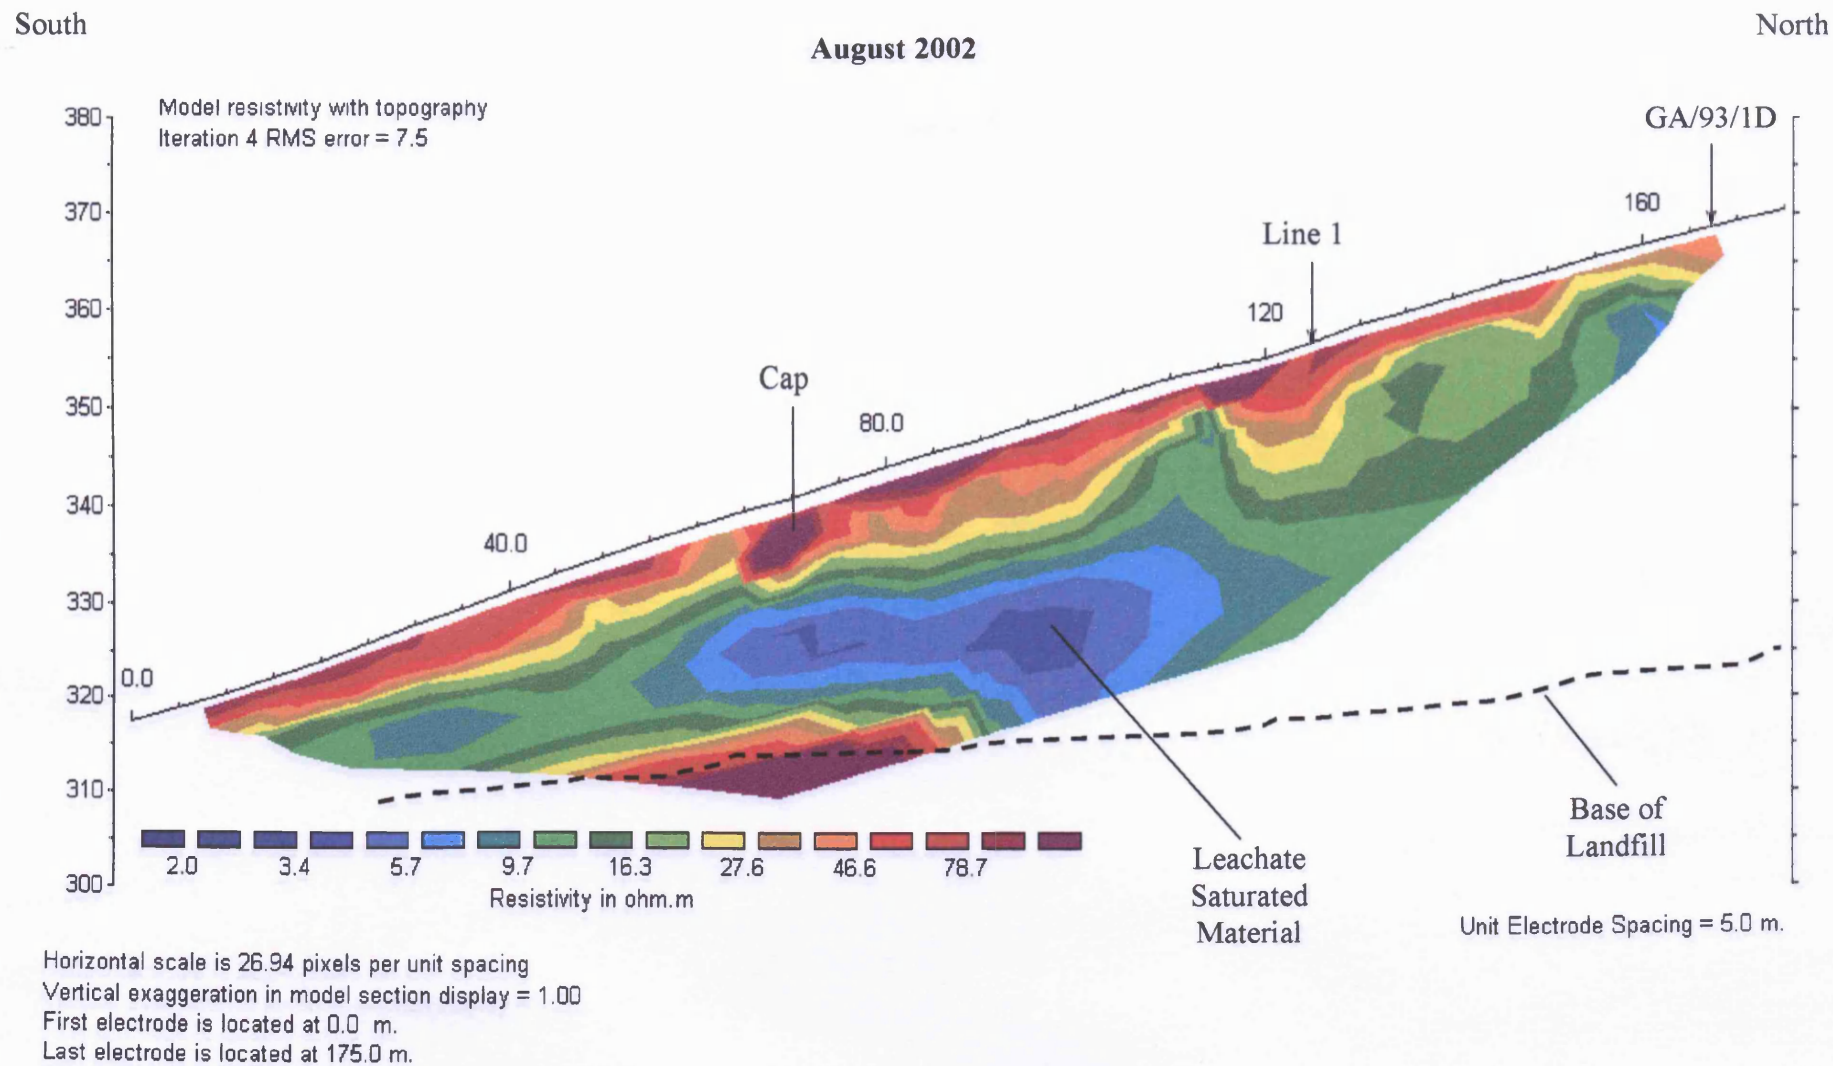 South
North
August 2002
Model resistivity with topography
Iteration 4 RMS error = 7.5
GA/93/1D
380
370
360
350
340
330
320
310
300
160
Line 1
120
Cap
80.0
40.0
0.0
2.0 3.4 5.7 9.7 16.3 27.6 46.6 78.7
Resistivity in ohm.m
Leachate
Saturated
Material
Base of
Landfill
Unit Electrode Spacing = 5.0 m.
Horizontal scale is 26.94 pixels per unit spacing
Vertical exaggeration in model section display = 1.00
First electrode is located at 0.0 m.
Last electrode is located at 175.0 m.